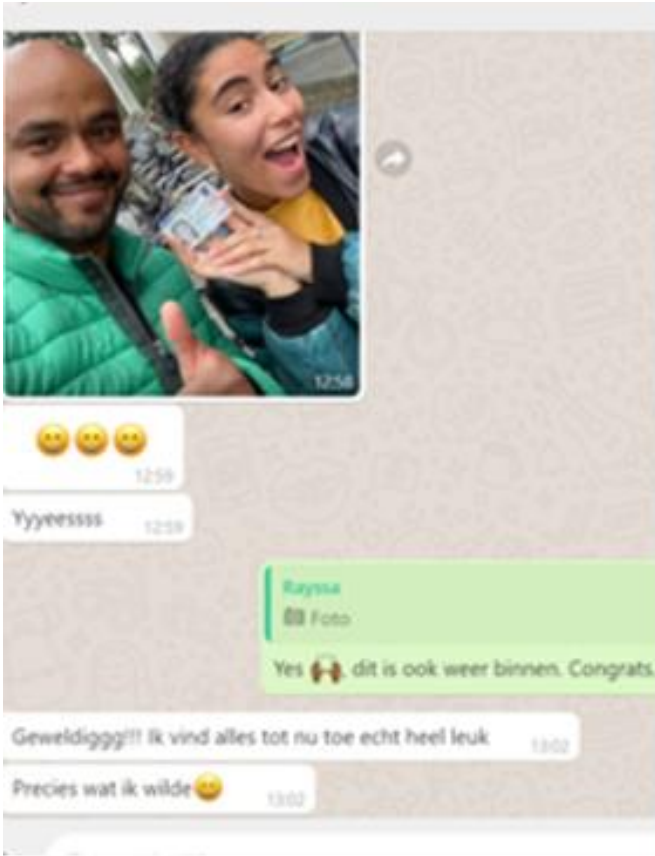 12:58
12:59
Yyyeessss
12:59
Rayssa
Foto
Yes 🙌🏾, dit is ook weer binnen. Congrats.
Geweldiggg!!! Ik vind alles tot nu toe echt heel leuk
13:02
Precies wat ik wilde😀
13:02